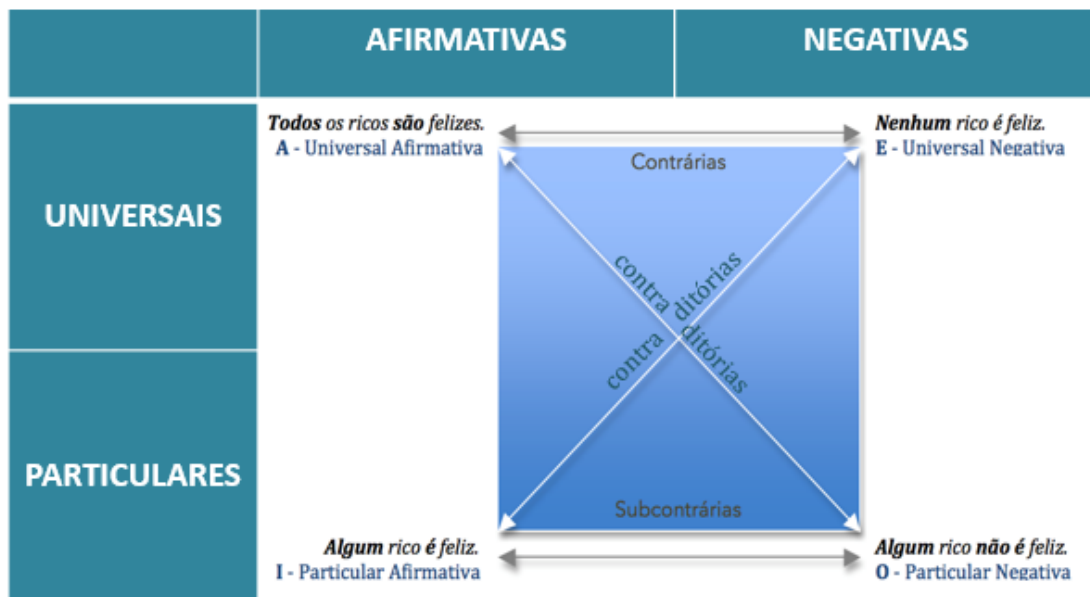 AFIRMATIVAS
NEGATIVAS
UNIVERSAIS
Todos os ricos são felizes.
A - Universal Afirmativa
Nenhum rico é feliz.
E - Universal Negativa
Contrárias
contra ditórias
contra ditórias
PARTICULARES
Subcontrárias
Algum rico é feliz.
I - Particular Afirmativa
Algum rico não é feliz.
O - Particular Negativa